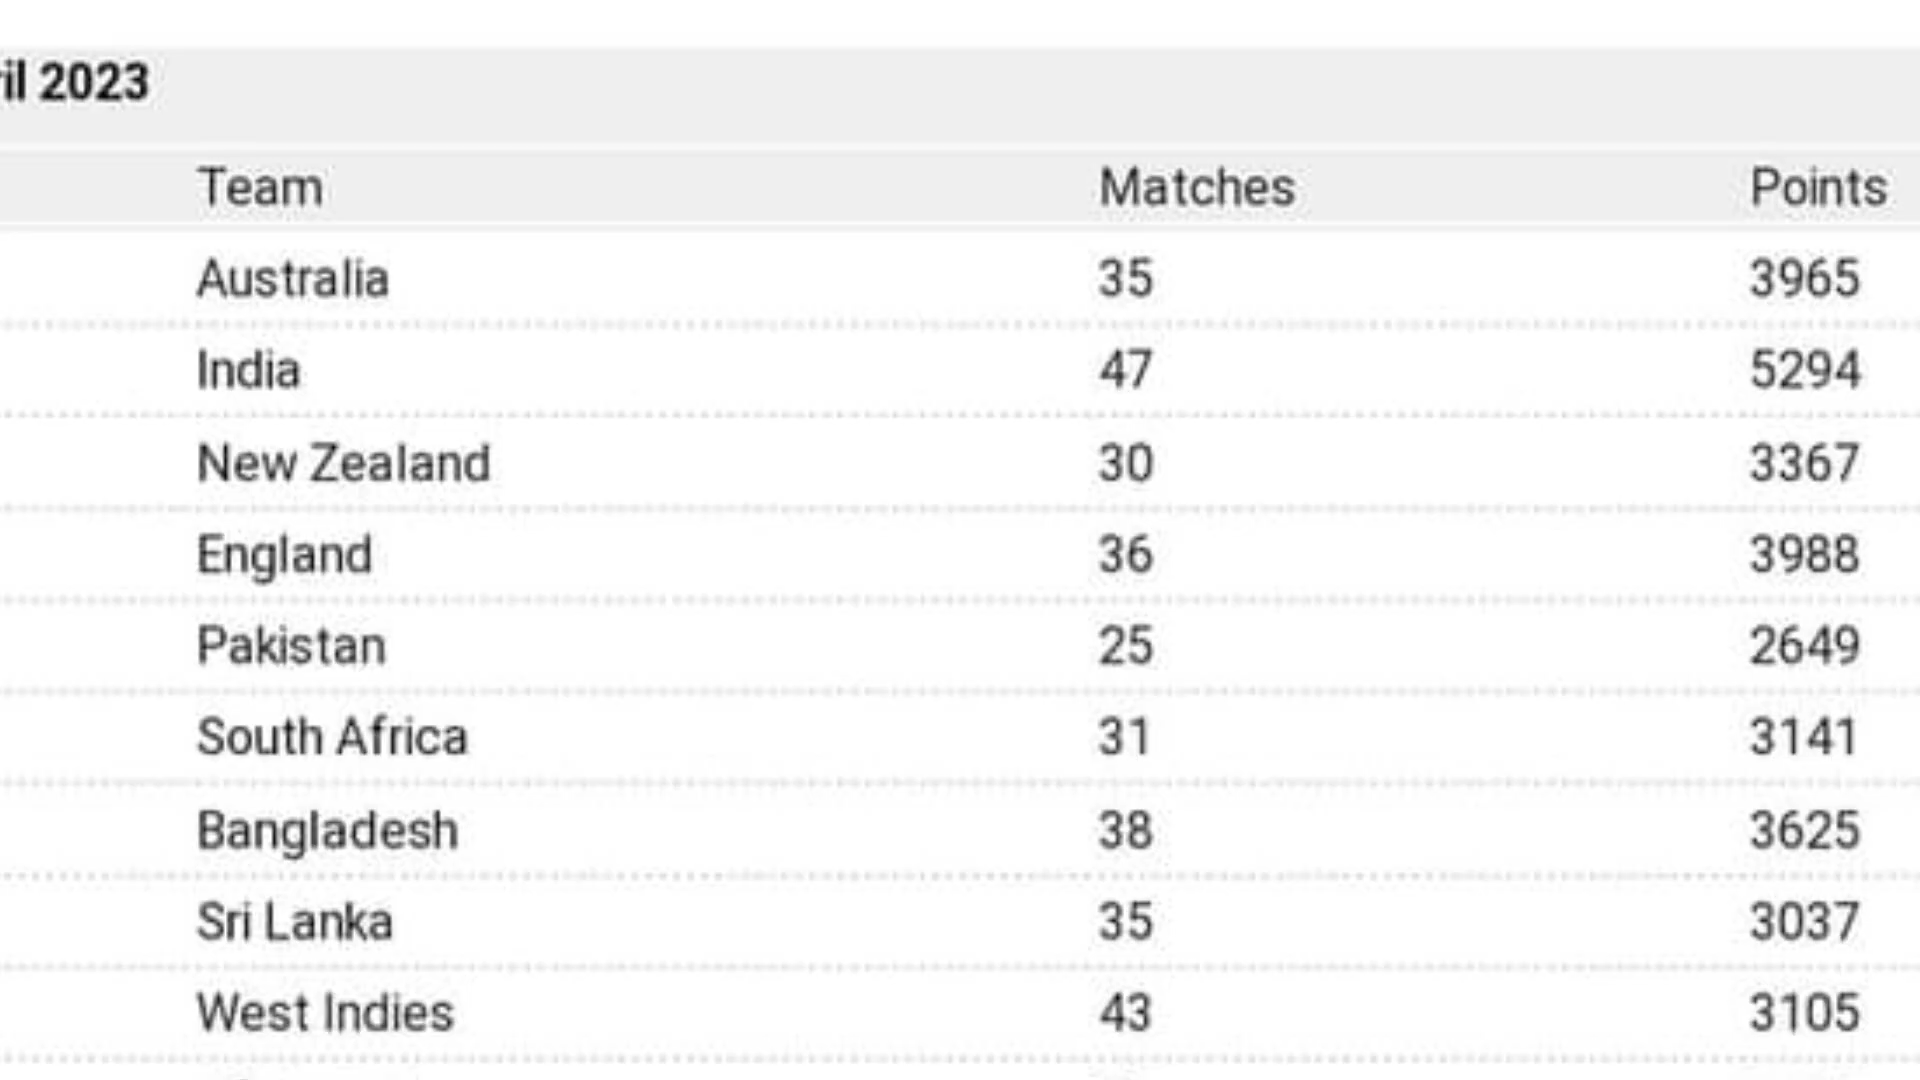 2023
Team Matches Points
Australia 35 3965
India 47 5294
New Zealand 30 3367
England 36 3988
Pakistan 25 2649
South Africa 31 3141
Bangladesh 38 3625
Sri Lanka 35 3037
West Indies 43 3105